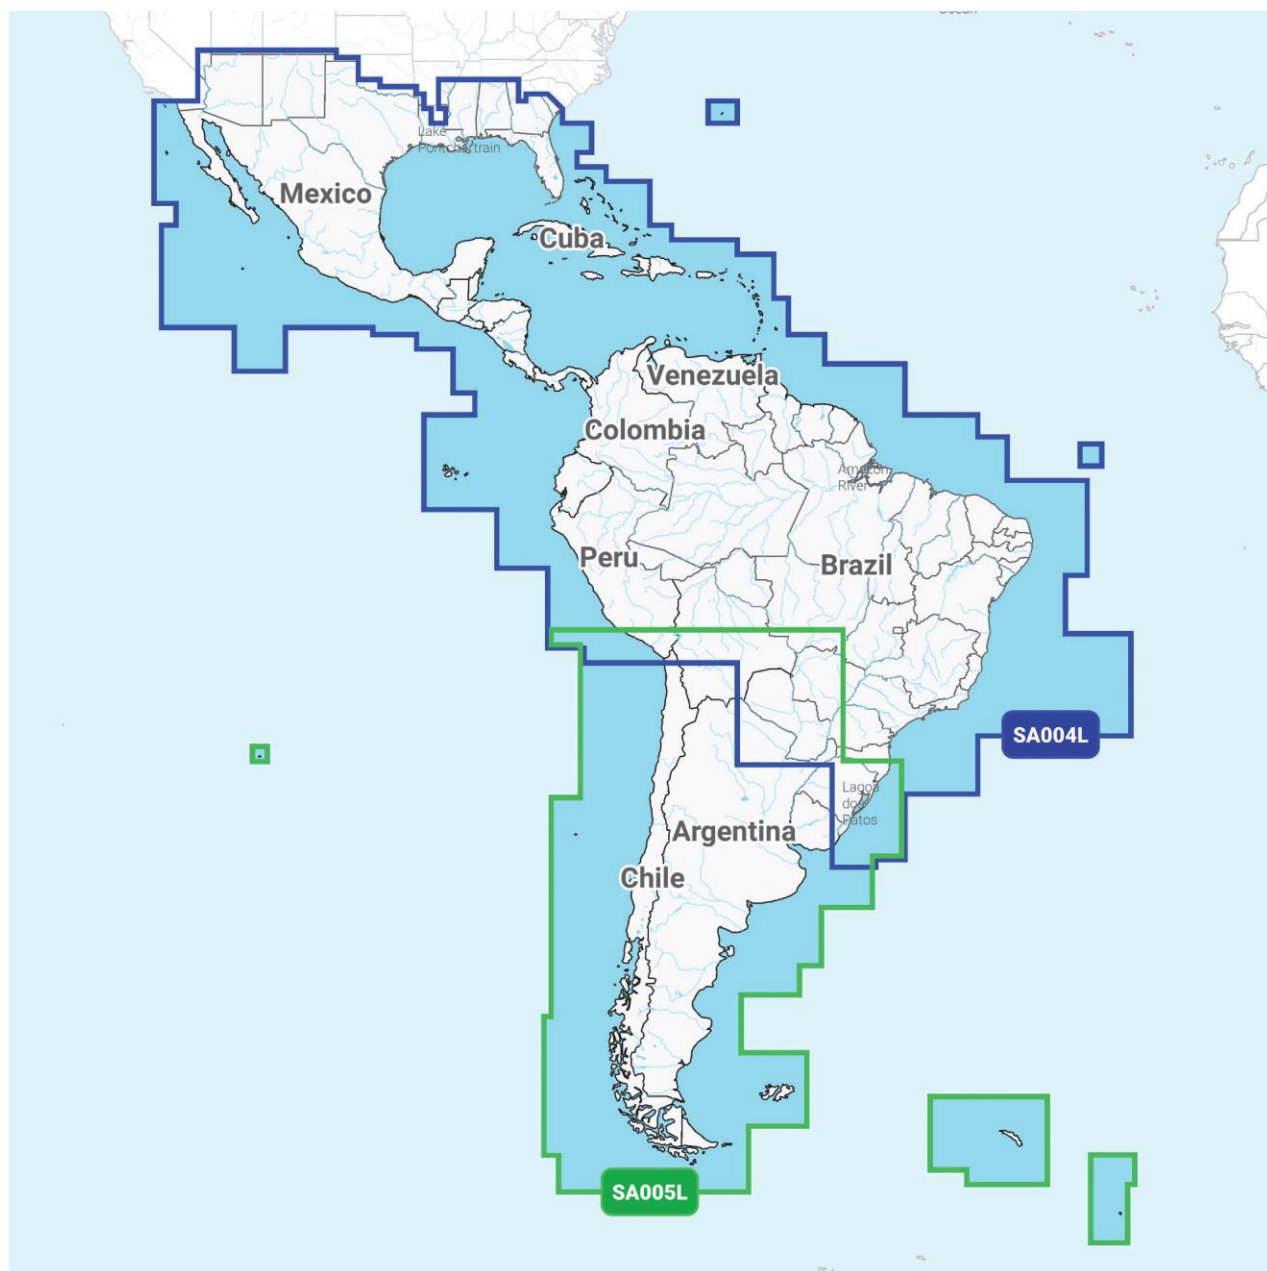 Lake
Pontchartrain
Mexico
Cuba
Venezuela
Colombia
Amazon
River
Peru
Brazil
SA004L
Lagoa
dos
Patos
Argentina
Chile
SA005L